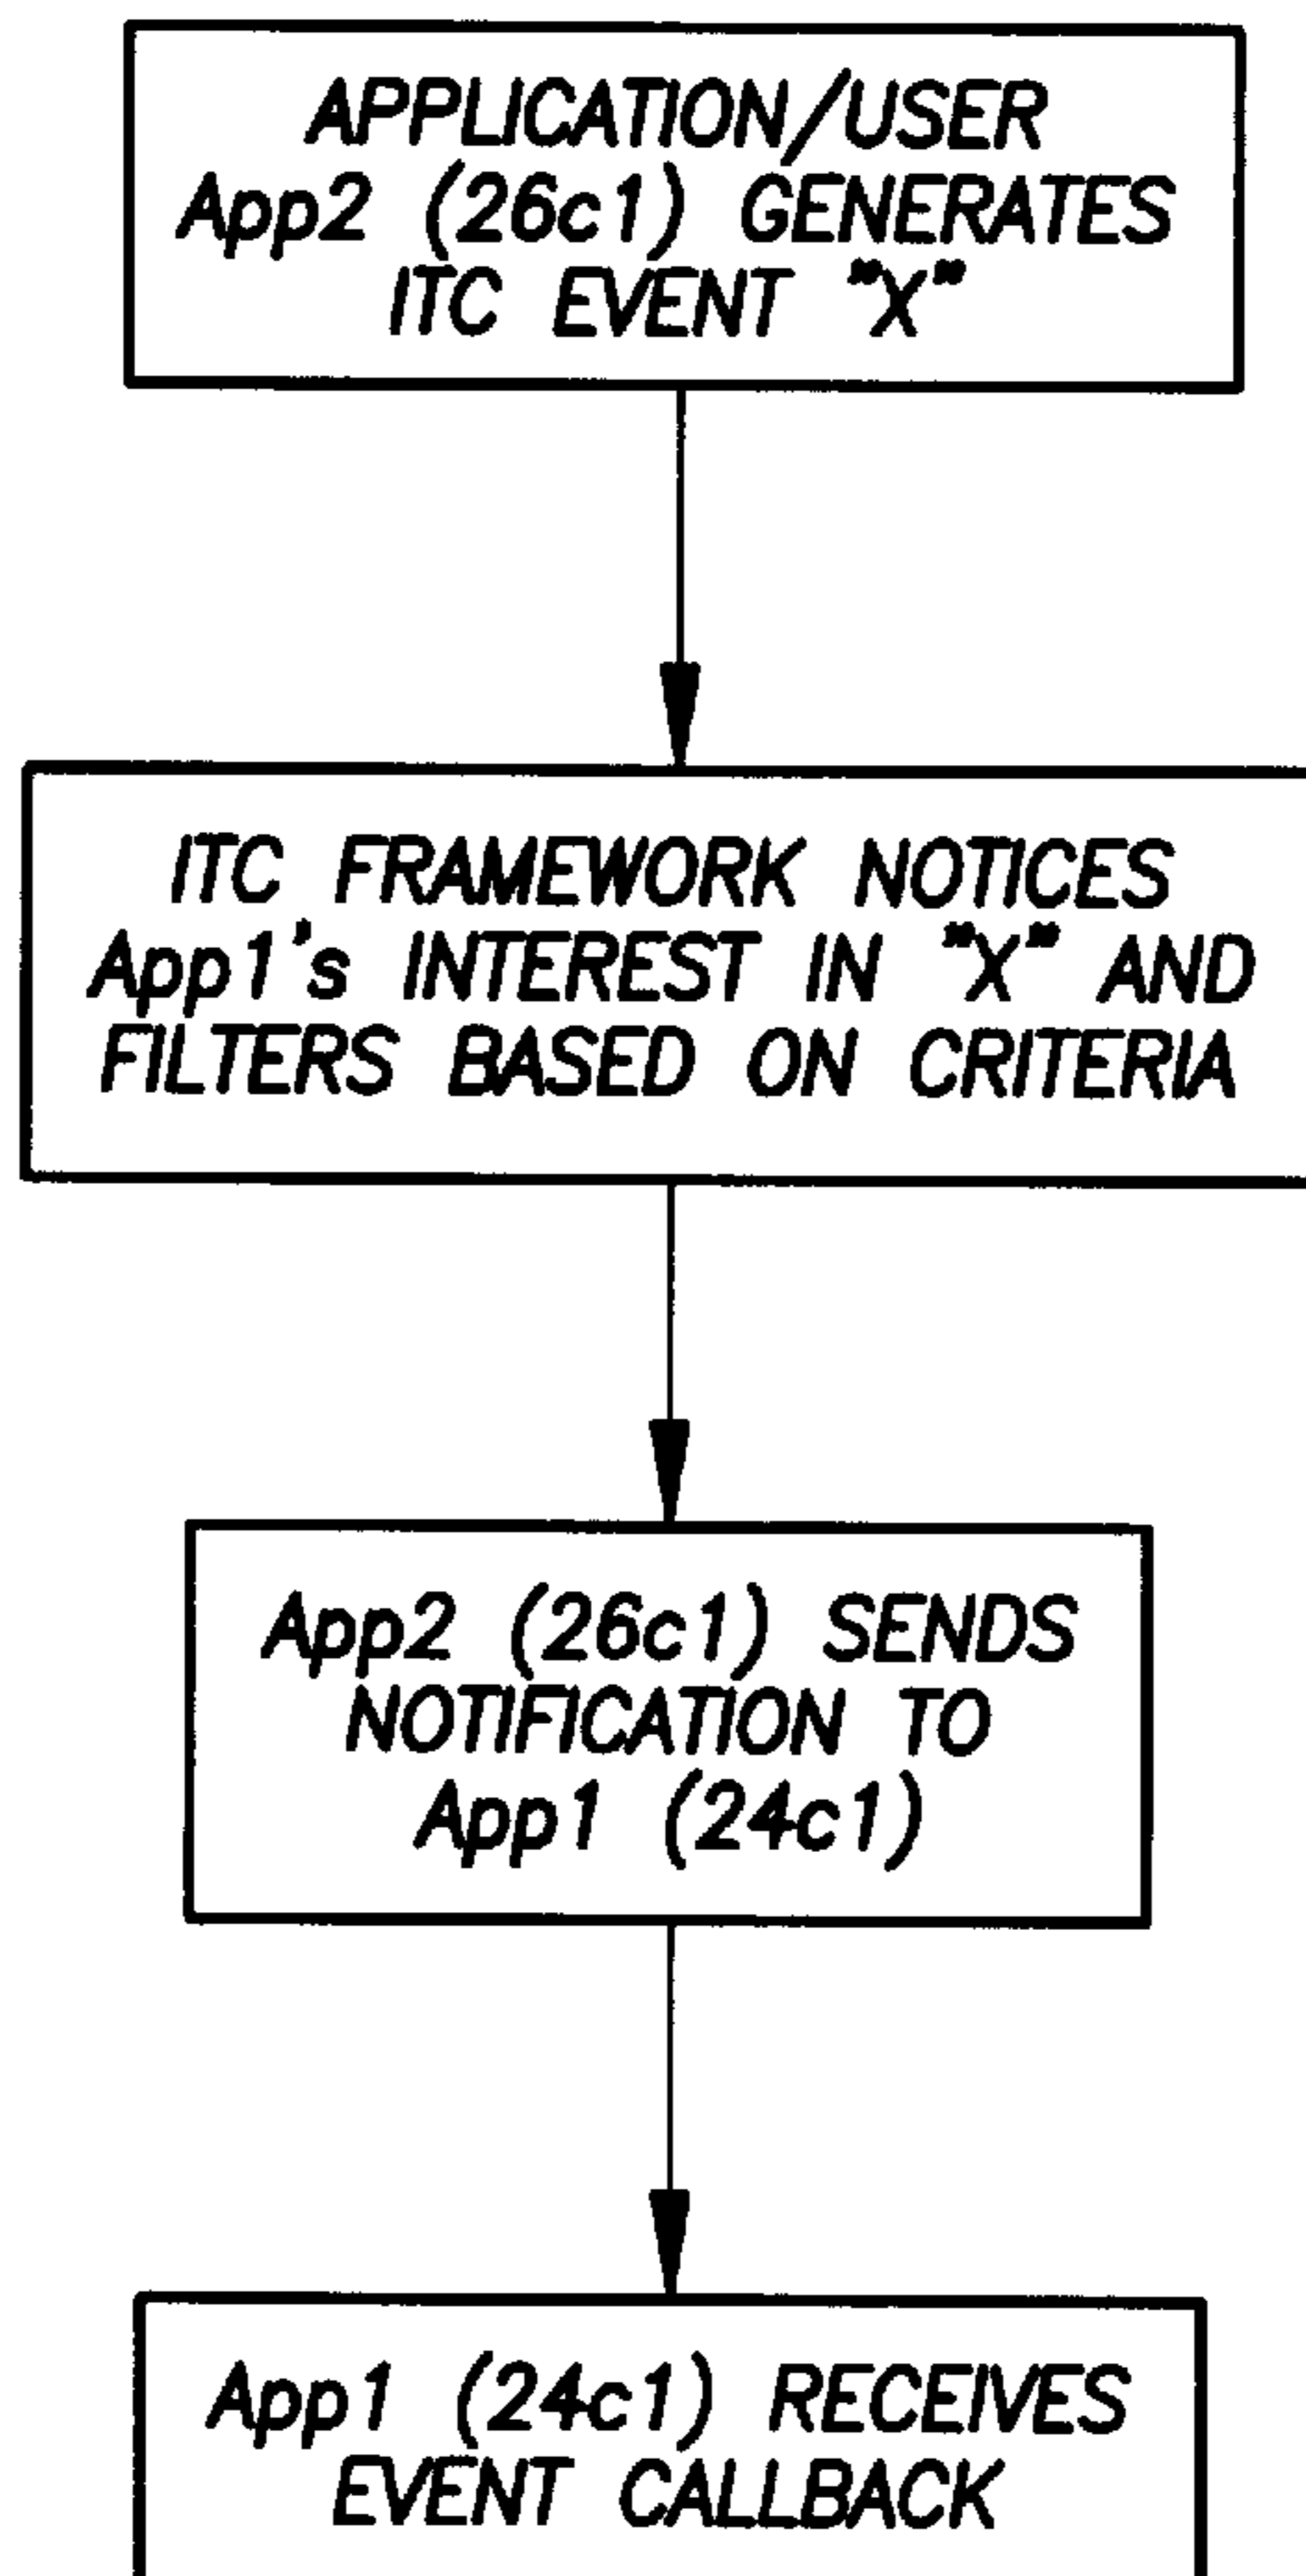 APPLICATION/USER
App2 (26c1) GENERATES
ITC EVENT "X"
ITC FRAMEWORK NOTICES
App1's INTEREST IN "X" AND
FILTERS BASED ON CRITERIA
App2 (26c1) SENDS
NOTIFICATION TO
App1 (24c1)
App1 (24c1) RECEIVES
EVENT CALLBACK